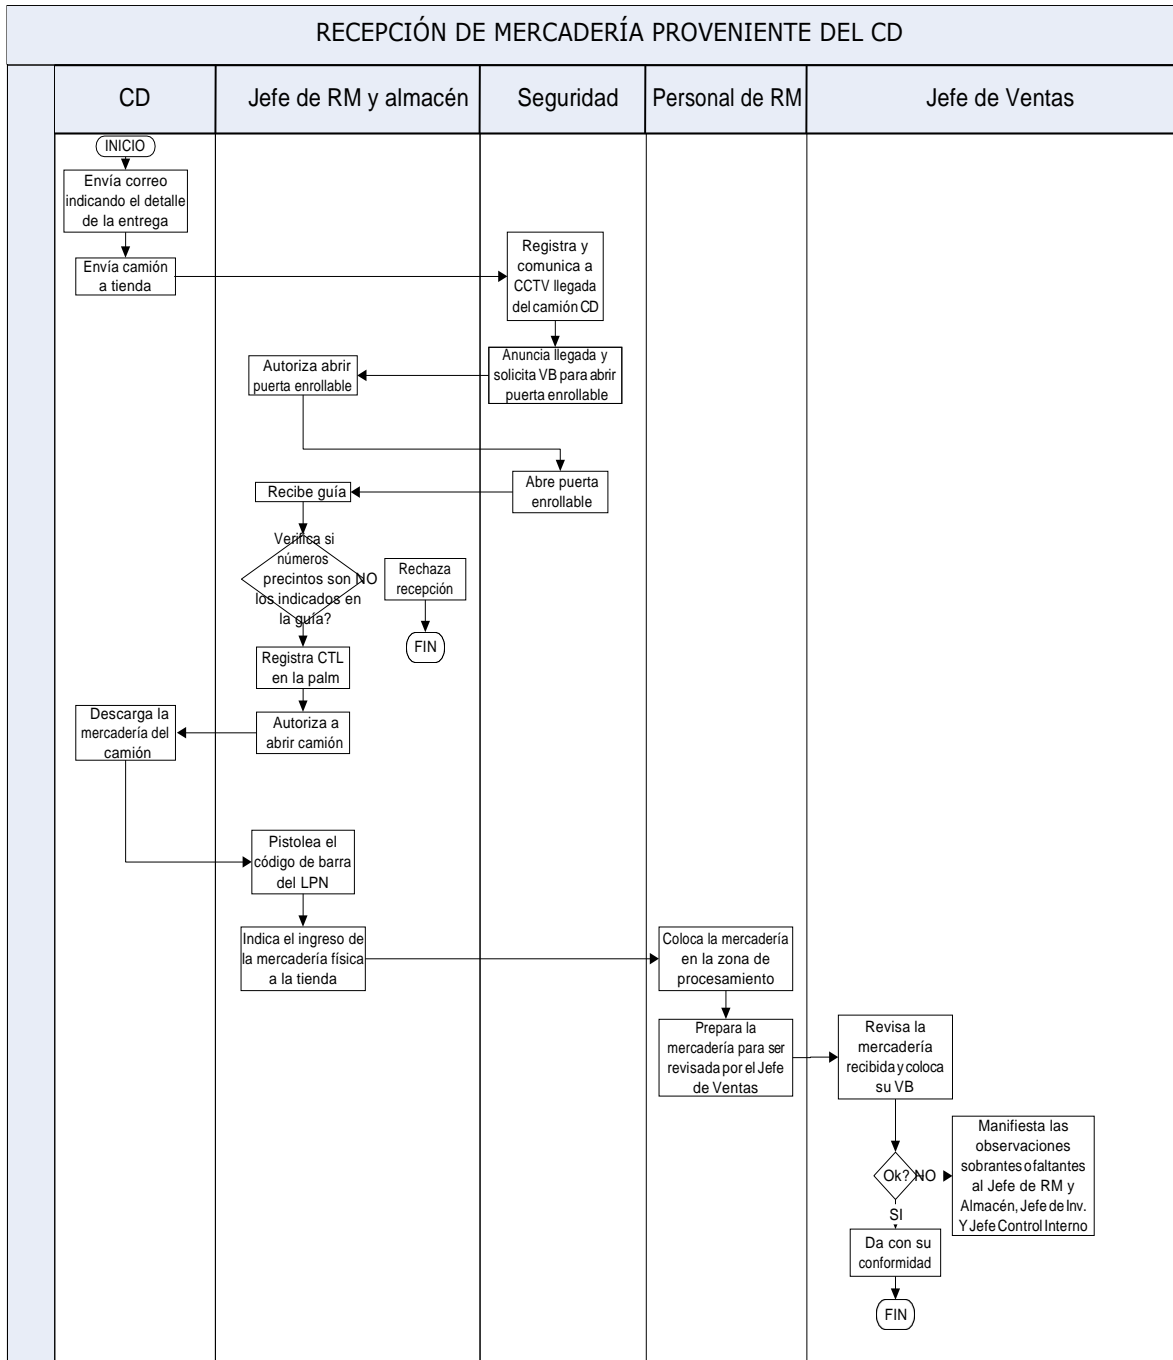 RECEPCIÓN DE MERCADERÍA PROVENIENTE DEL CD
CD
Jefe de RM y almacén
Seguridad
Personal de RM
Jefe de Ventas
INICIO
Envía correo
indicando el detalle
de la entrega
Envía camión
a tienda
Registra y
comunica a
CCTV llegada
del camión CD
Anuncia llegada y
solicita VB para abrir
puerta enrollable
Autoriza abrir
puerta enrollable
Abre puerta
enrollable
Recibe guía
Verifica si
números
precintos son
los indicados en
la guía?
NO
Rechaza
recepción
FIN
Registra CTL
en la palm
Autoriza a
abrir camión
Descarga la
mercadería del
camión
Pistolea el
código de barra
del LPN
Indica el ingreso de
la mercadería física
a la tienda
Coloca la mercadería
en la zona de
procesamiento
Prepara la
mercadería para ser
revisada por el Jefe
de Ventas
Revisa la
mercadería
recibida y coloca
su VB
Ok?
NO
Manifiesta las
observaciones
sobrantes o faltantes
al Jefe de RM y
Almacén, Jefe de Inv.
Y Jefe Control Interno
SI
Da con su
conformidad
FIN